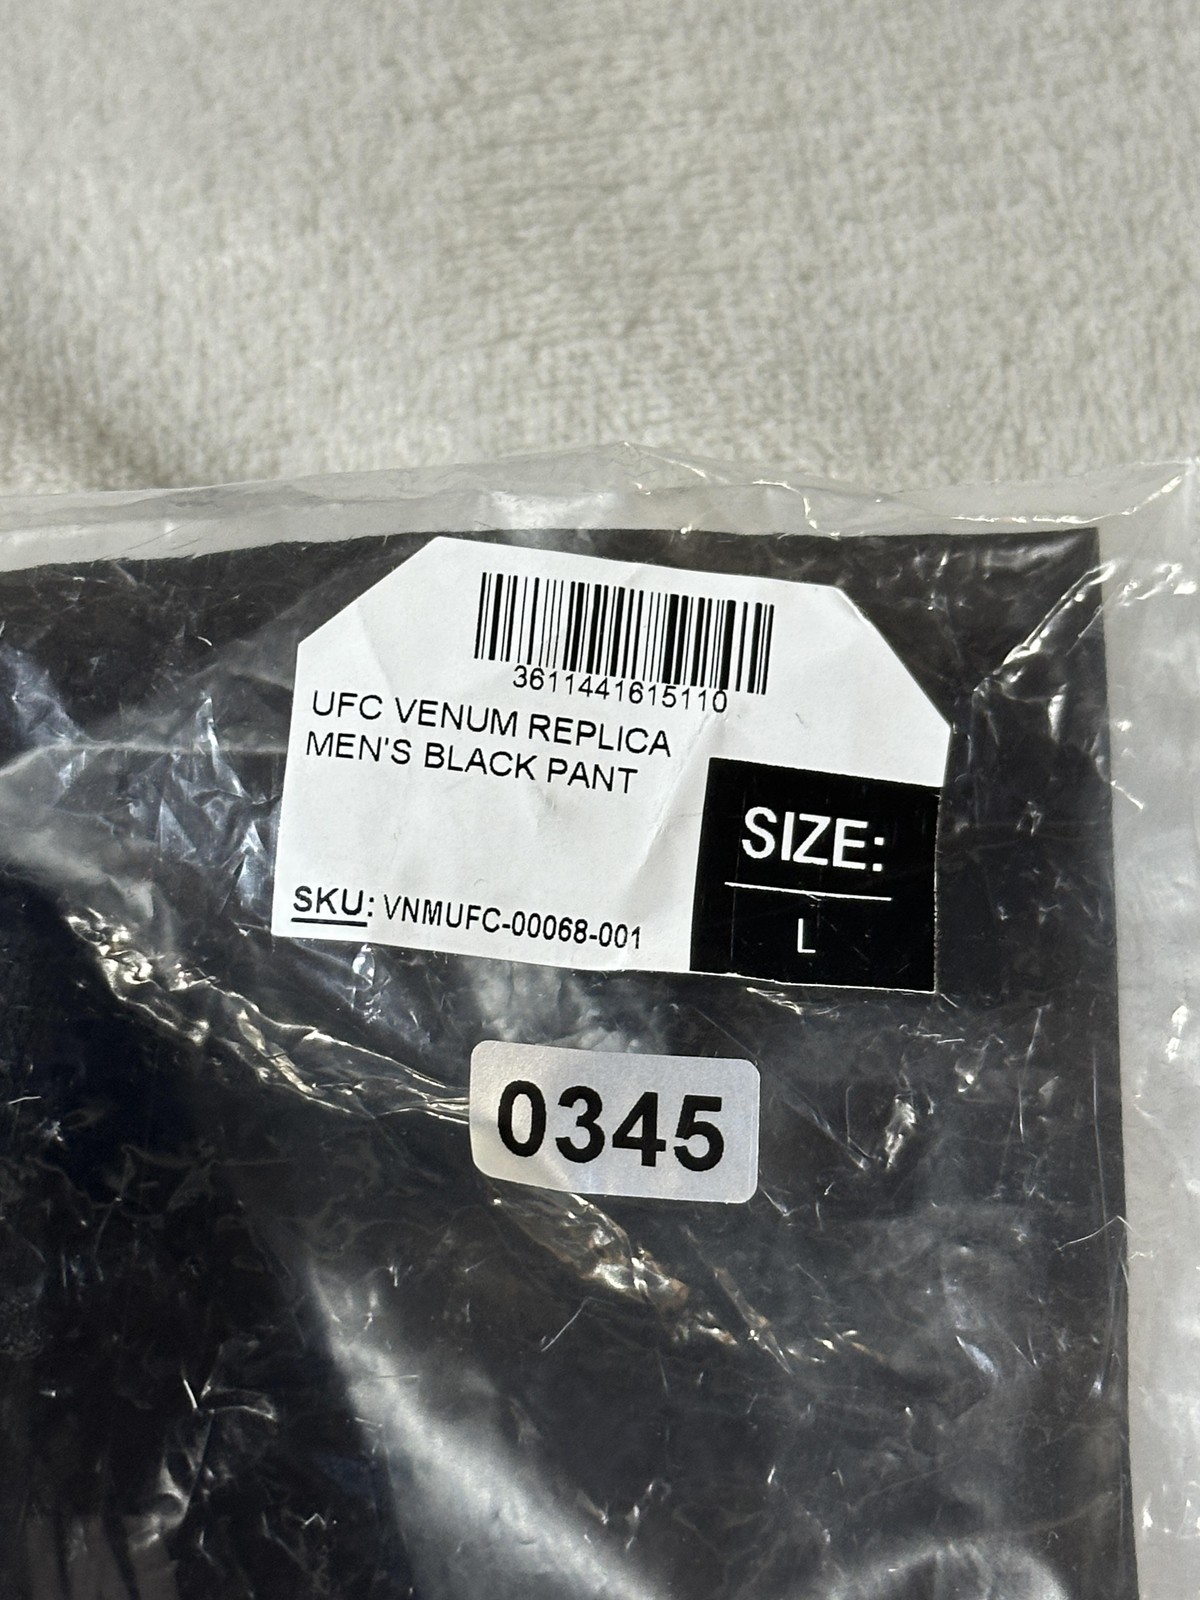 3611441615110
UFC VENUM REPLICA
MEN'S BLACK PANT
SIZE:
L
SKU: VNMUFC-00068-001
0345